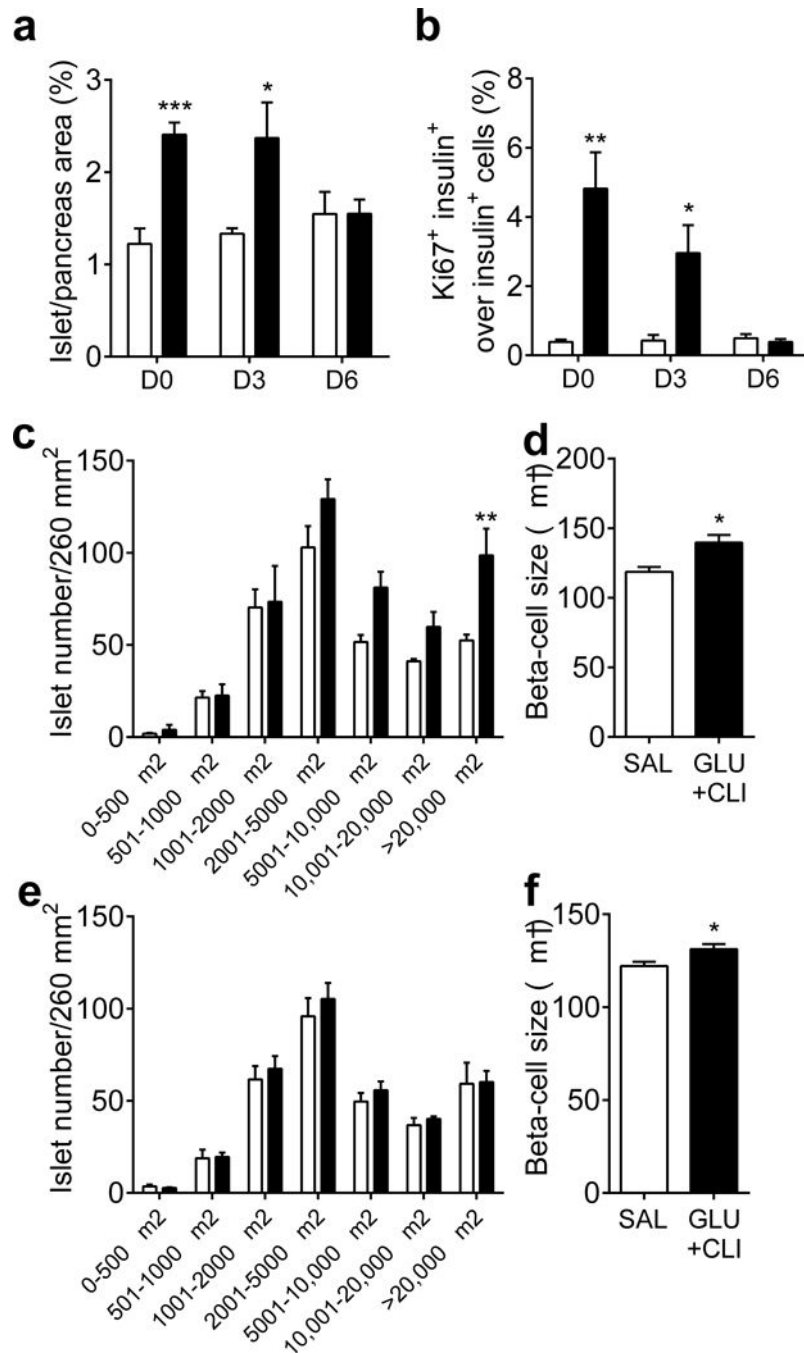 a
Islet/pancreas area (%)
3
2
1
0
***
*
D0 D3 D6
b
Ki67+ insulin+
over insulin+ cells (%)
8
6
4
2
0
**
*
D0 D3 D6
c
Islet number/260 mm²
150
100
50
0
**
0-500 m2
501-1000 m2
1001-2000 m2
2001-5000 m2
5001-10,000 m2
10,001-20,000 m2
>20,000 m2
d
Beta-cell size ( m†)
200
150
100
50
0
*
SAL GLU
+CLI
e
Islet number/260 mm²
150
100
50
0
0-500 m2
501-1000 m2
1001-2000 m2
2001-5000 m2
5001-10,000 m2
10,001-20,000 m2
>20,000 m2
f
Beta-cell size ( m†)
150
100
50
0
*
SAL GLU
+CLI